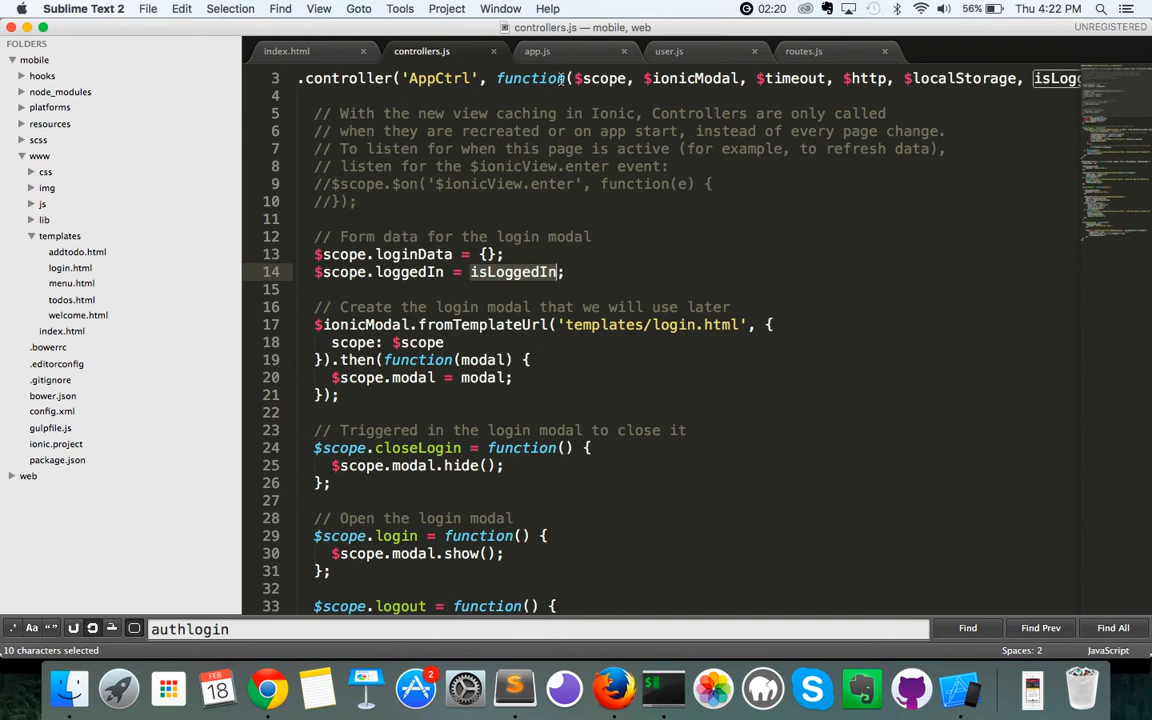 Sublime Text 2 File Edit Selection Find View Goto Tools Project Window Help 02:20 56% Thu 4:22 PM
controllers.js — mobile, web UNREGISTERED
FOLDERS
mobile
hooks
node_modules
platforms
resources
scss
www
css
img
js
lib
templates
addtodo.html
login.html
menu.html
todos.html
welcome.html
index.html
.bowerrc
.editorconfig
.gitignore
bower.json
config.xml
gulpfile.js
ionic.project
package.json
web
index.html × controllers.js × app.js × user.js × routes.js ×
3 .controller('AppCtrl', function($scope, $ionicModal, $timeout, $http, $localStorage, isLogg
4
5 // With the new view caching in Ionic, Controllers are only called
6 // when they are recreated or on app start, instead of every page change.
7 // To listen for when this page is active (for example, to refresh data),
8 // listen for the $ionicView.enter event:
9 //$scope.$on('$ionicView.enter', function(e) {
10 //});
11
12 // Form data for the login modal
13 $scope.loginData = {};
14 $scope.loggedIn = isLoggedIn;
15
16 // Create the login modal that we will use later
17 $ionicModal.fromTemplateUrl('templates/login.html', {
18 scope: $scope
19 }).then(function(modal) {
20 $scope.modal = modal;
21 });
22
23 // Triggered in the login modal to close it
24 $scope.closeLogin = function() {
25 $scope.modal.hide();
26 };
27
28 // Open the login modal
29 $scope.login = function() {
30 $scope.modal.show();
31 };
32
33 $scope.logout = function() {
.* Aa “” authlogin Find Find Prev Find All
10 characters selected Spaces: 2 JavaScript
FEB 18 2 $